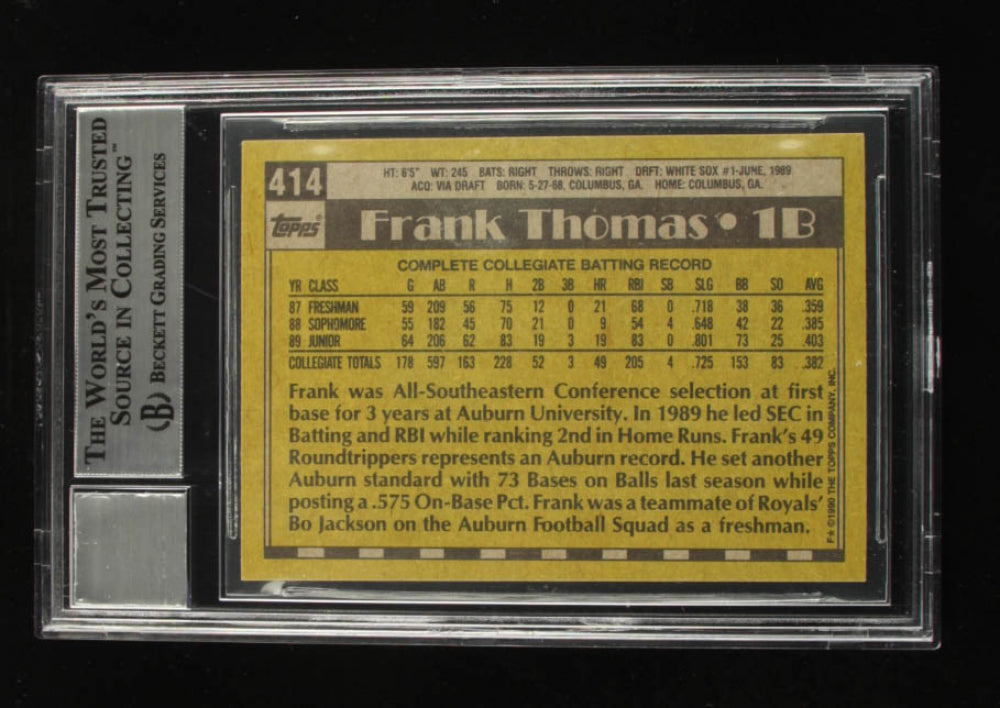 THE WORLD'S MOST TRUSTED
SOURCE IN COLLECTING™
(B) BECKETT GRADING SERVICES
414
HT: 6'5" WT: 245 BATS: RIGHT THROWS: RIGHT DRFT: WHITE SOX #1-JUNE, 1989
ACQ: VIA DRAFT BORN: 5-27-68, COLUMBUS, GA. HOME: COLUMBUS, GA.
topps®
Frank Thomas • 1B
COMPLETE COLLEGIATE BATTING RECORD
YR CLASS G AB R H 2B 3B HR RBI SB SLG BB SO AVG
87 FRESHMAN 59 209 56 75 12 0 21 68 0 .718 38 36 .359
88 SOPHOMORE 55 182 45 70 21 0 9 54 4 .648 42 22 .385
89 JUNIOR 64 206 62 83 19 3 19 83 0 .801 73 25 .403
COLLEGIATE TOTALS 178 597 163 228 52 3 49 205 4 .725 153 83 .382
Frank was All-Southeastern Conference selection at first
base for 3 years at Auburn University. In 1989 he led SEC in
Batting and RBI while ranking 2nd in Home Runs. Frank's 49
Roundtrippers represents an Auburn record. He set another
Auburn standard with 73 Bases on Balls last season while
posting a .575 On-Base Pct. Frank was a teammate of Royals'
Bo Jackson on the Auburn Football Squad as a freshman.
F★ ©1990 THE TOPPS COMPANY, INC.